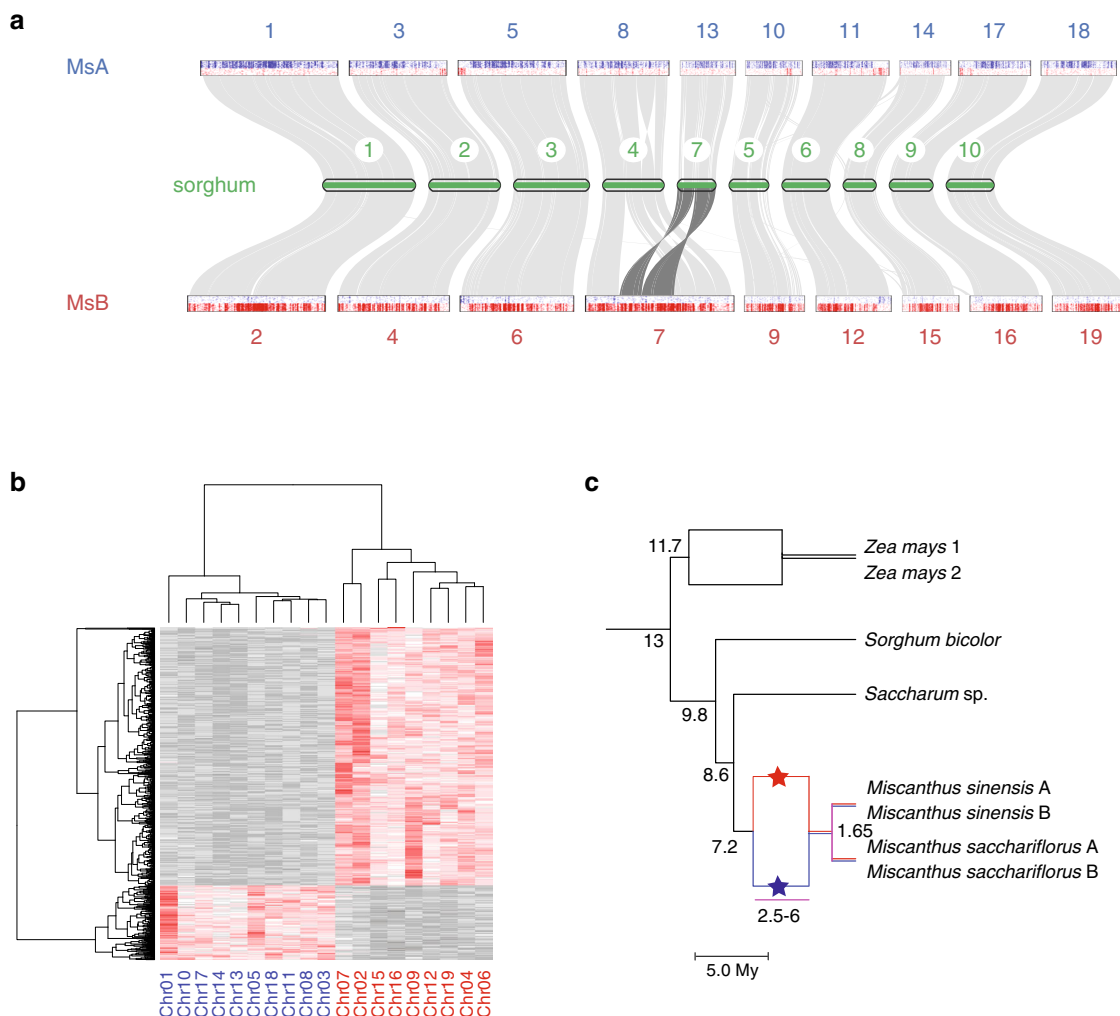 a
1 3 5 8 13 10 11 14 17 18
MsA
1 2 3 4 7 5 6 8 9 10
sorghum
MsB
2 4 6 7 9 12 15 16 19
b
Chr01 Chr10 Chr17 Chr14 Chr13 Chr05 Chr18 Chr11 Chr08 Chr03 Chr07 Chr02 Chr15 Chr16 Chr09 Chr12 Chr19 Chr04 Chr06
c
11.7
Zea mays 1
Zea mays 2
13
Sorghum bicolor
Saccharum sp.
9.8
8.6
Miscanthus sinensis A
Miscanthus sinensis B
1.65
7.2
Miscanthus sacchariflorus A
Miscanthus sacchariflorus B
2.5-6
5.0 My